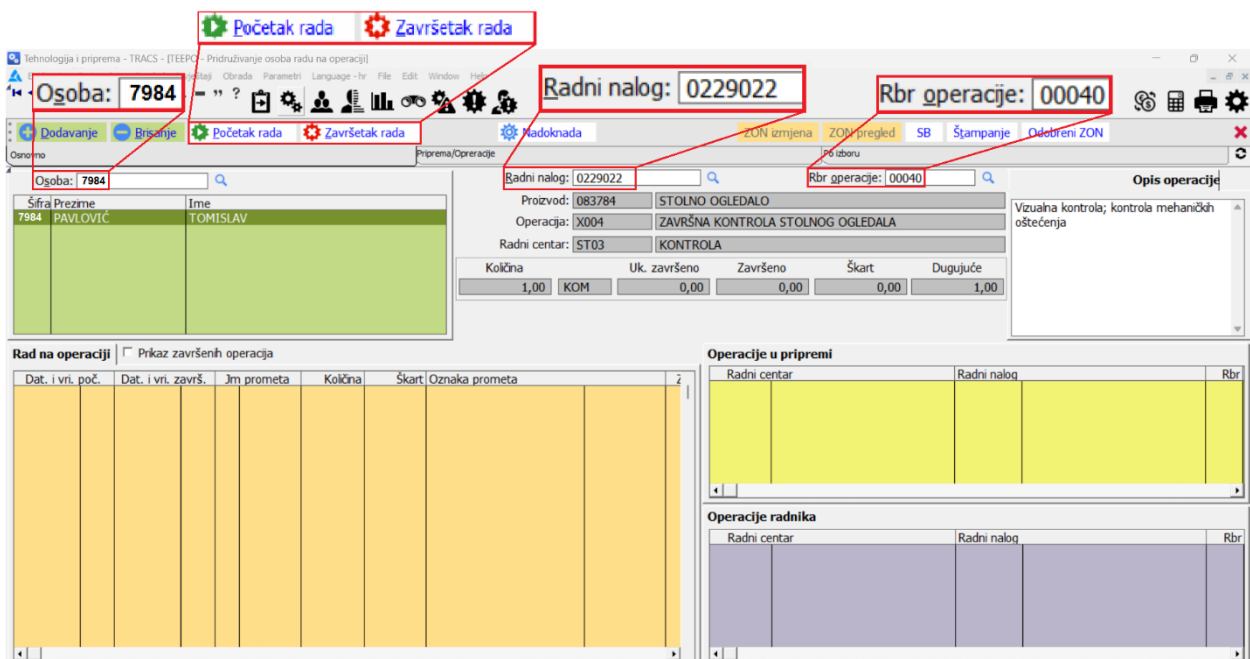 Početak rada Završetak rada
Tehnologija i priprema - TRACS - [TEEPO - Pridruživanje osoba radu na operaciji]
Obrada Parametri Language - hr File Edit Window Help
Osoba: 7984 Radni nalog: 0229022 Rbr operacije: 00040
Dodavanje Brisanje Početak rada Završetak rada Nadoknada ZON izmjena ZON pregled SB Štampanje Odobreni ZON
Osnovno Priprema/Opreracije Po izboru
Osoba: 7984 Radni nalog: 0229022 Rbr operacije: 00040 Opis operacije
Šifra Prezime Ime Proizvod: 083784 STOLNO OGLEDALO Vizualna kontrola; kontrola mehaničkih
7984 PAVLOVIĆ TOMISLAV Operacija: X004 ZAVRŠNA KONTROLA STOLNOG OGLEDALA oštećenja
Radni centar: ST03 KONTROLA
Količina Uk. završeno Završeno Škart Dugujuće
1,00 KOM 0,00 0,00 0,00 1,00
Rad na operaciji Prikaz završenih operacija Operacije u pripremi
Dat. i vri. poč. Dat. i vri. završ. Jm prometa Količina Škart Oznaka prometa Radni centar Radni nalog Rbr
Operacije radnika
Radni centar Radni nalog Rbr